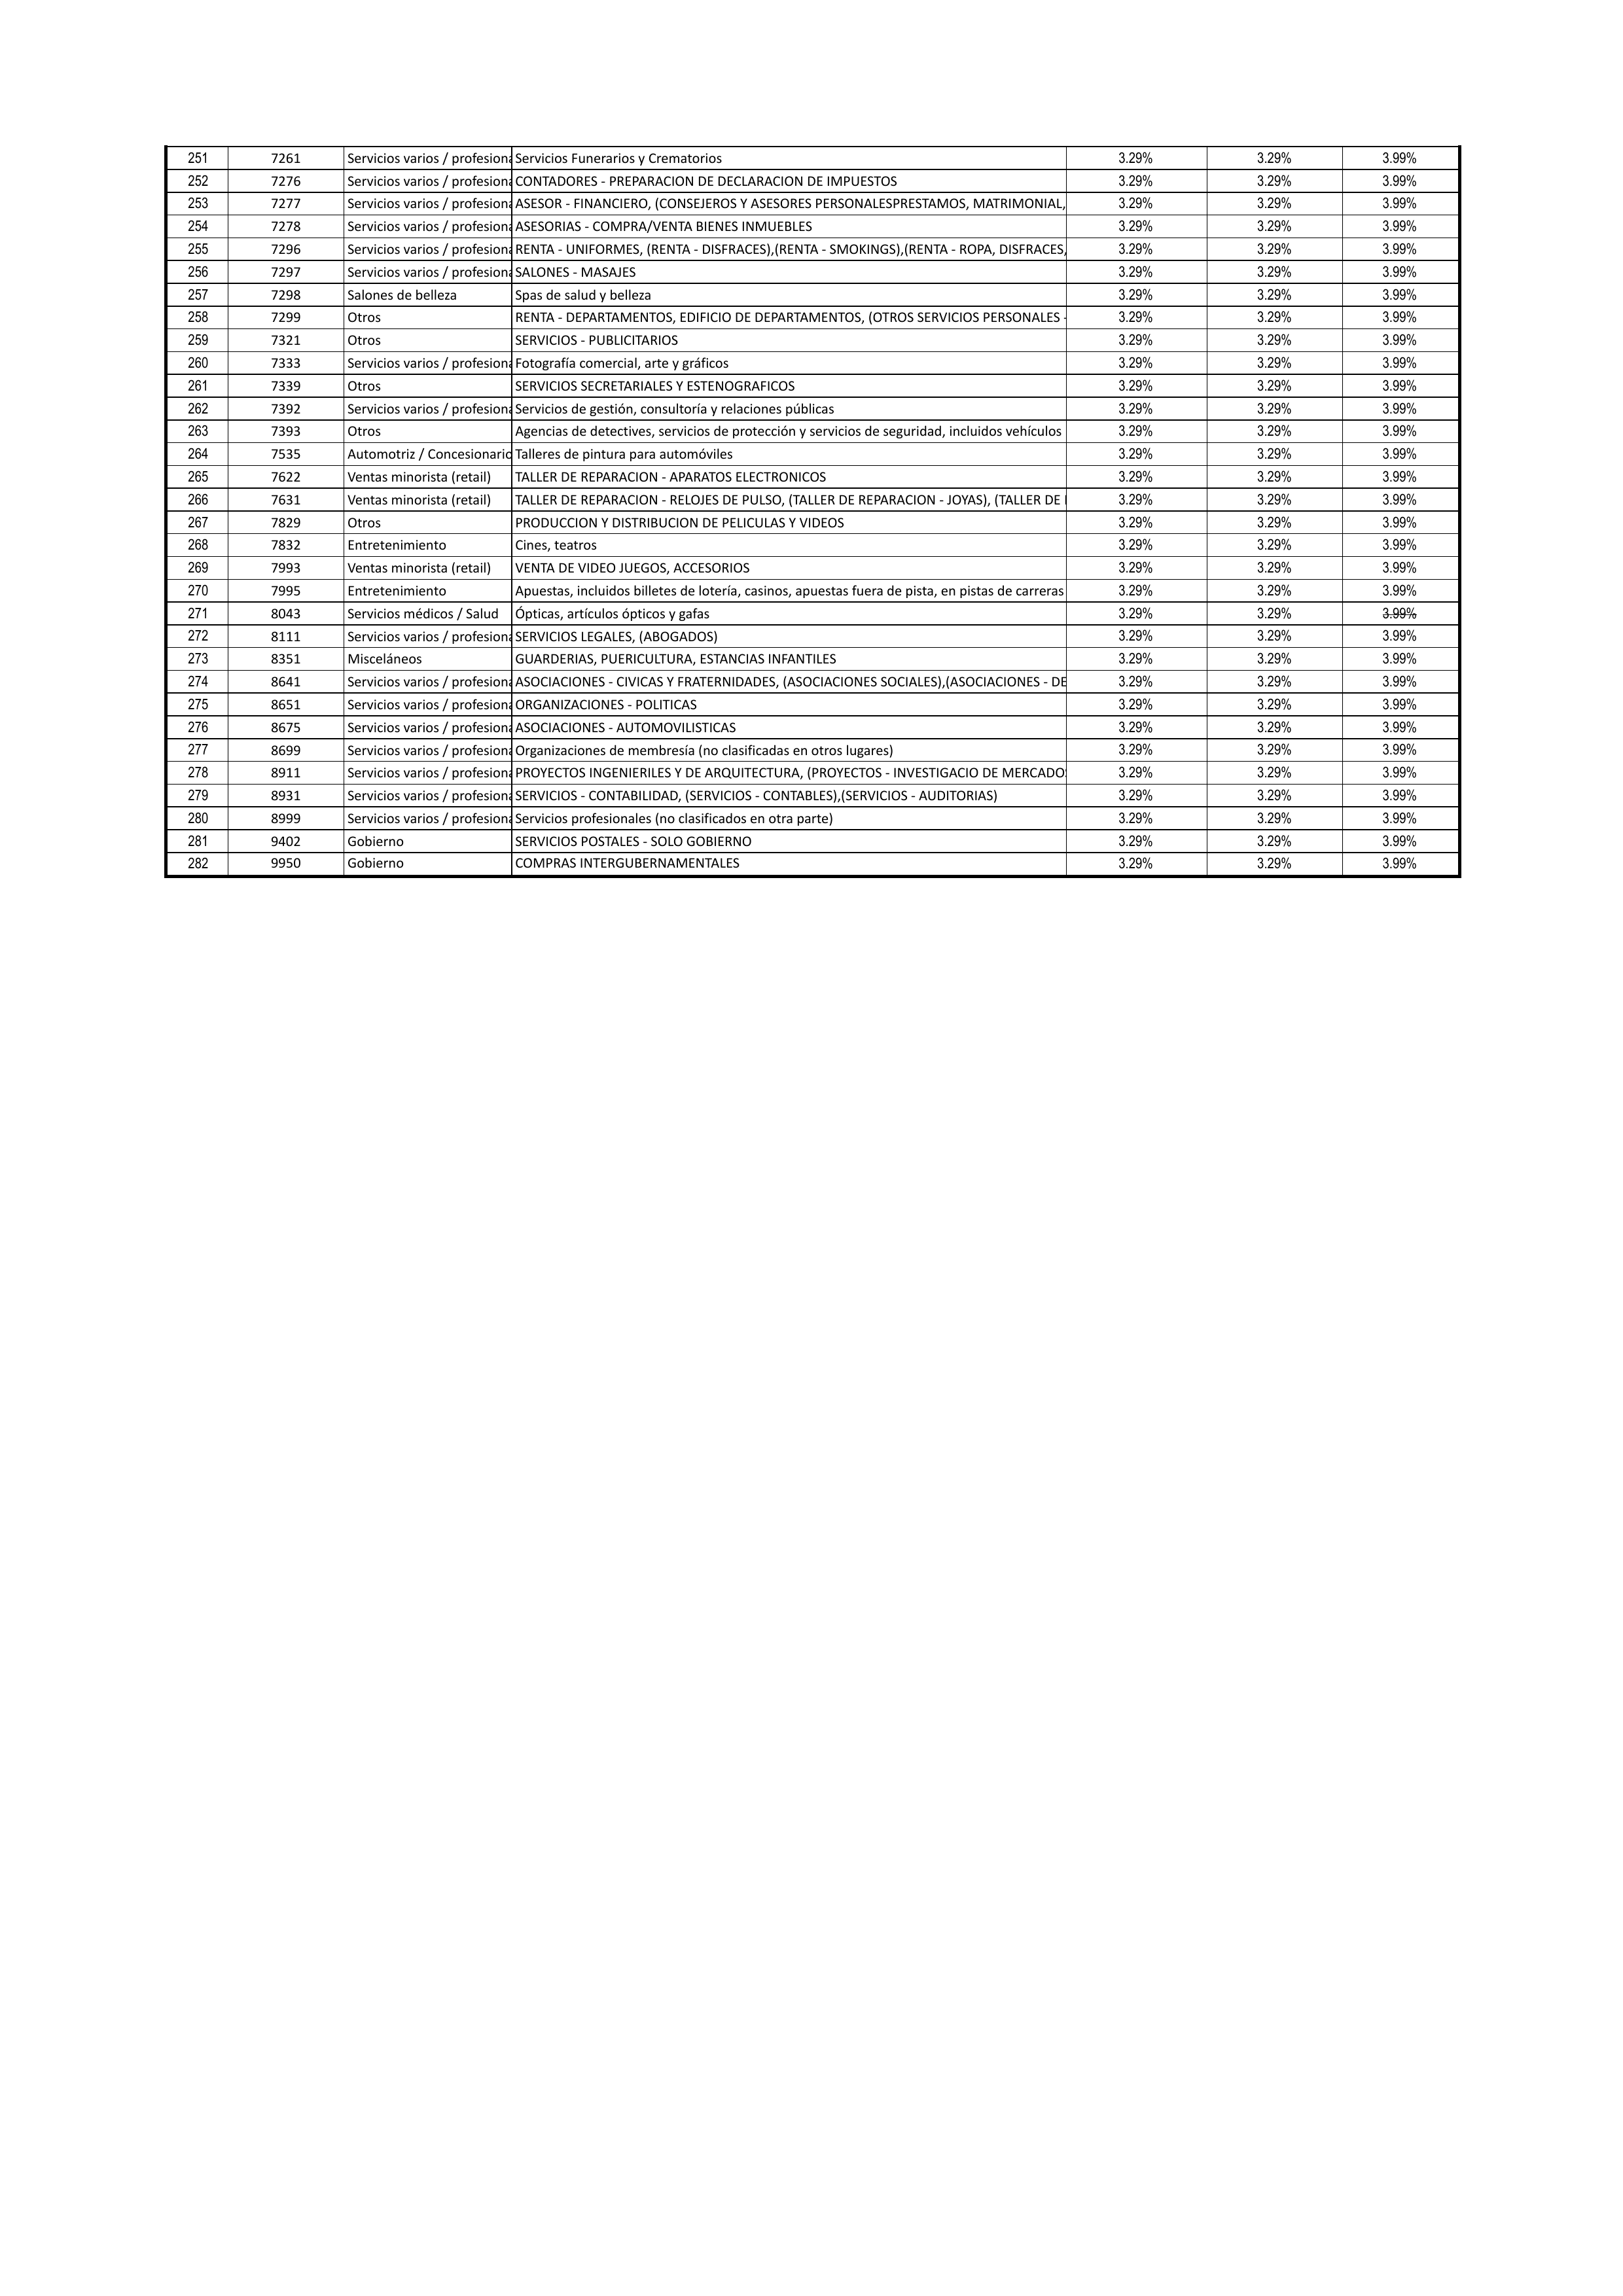 251 7261 Servicios varios / profesiona Servicios Funerarios y Crematorios 3.29% 3.29% 3.99%
252 7276 Servicios varios / profesiona CONTADORES - PREPARACION DE DECLARACION DE IMPUESTOS 3.29% 3.29% 3.99%
253 7277 Servicios varios / profesiona ASESOR - FINANCIERO, (CONSEJEROS Y ASESORES PERSONALESPRESTAMOS, MATRIMONIAL, 3.29% 3.29% 3.99%
254 7278 Servicios varios / profesiona ASESORIAS - COMPRA/VENTA BIENES INMUEBLES 3.29% 3.29% 3.99%
255 7296 Servicios varios / profesiona RENTA - UNIFORMES, (RENTA - DISFRACES),(RENTA - SMOKINGS),(RENTA - ROPA, DISFRACES, 3.29% 3.29% 3.99%
256 7297 Servicios varios / profesiona SALONES - MASAJES 3.29% 3.29% 3.99%
257 7298 Salones de belleza Spas de salud y belleza 3.29% 3.29% 3.99%
258 7299 Otros RENTA - DEPARTAMENTOS, EDIFICIO DE DEPARTAMENTOS, (OTROS SERVICIOS PERSONALES - 3.29% 3.29% 3.99%
259 7321 Otros SERVICIOS - PUBLICITARIOS 3.29% 3.29% 3.99%
260 7333 Servicios varios / profesiona Fotografía comercial, arte y gráficos 3.29% 3.29% 3.99%
261 7339 Otros SERVICIOS SECRETARIALES Y ESTENOGRAFICOS 3.29% 3.29% 3.99%
262 7392 Servicios varios / profesiona Servicios de gestión, consultoría y relaciones públicas 3.29% 3.29% 3.99%
263 7393 Otros Agencias de detectives, servicios de protección y servicios de seguridad, incluidos vehículos 3.29% 3.29% 3.99%
264 7535 Automotriz / Concesionario Talleres de pintura para automóviles 3.29% 3.29% 3.99%
265 7622 Ventas minorista (retail) TALLER DE REPARACION - APARATOS ELECTRONICOS 3.29% 3.29% 3.99%
266 7631 Ventas minorista (retail) TALLER DE REPARACION - RELOJES DE PULSO, (TALLER DE REPARACION - JOYAS), (TALLER DE 3.29% 3.29% 3.99%
267 7829 Otros PRODUCCION Y DISTRIBUCION DE PELICULAS Y VIDEOS 3.29% 3.29% 3.99%
268 7832 Entretenimiento Cines, teatros 3.29% 3.29% 3.99%
269 7993 Ventas minorista (retail) VENTA DE VIDEO JUEGOS, ACCESORIOS 3.29% 3.29% 3.99%
270 7995 Entretenimiento Apuestas, incluidos billetes de lotería, casinos, apuestas fuera de pista, en pistas de carreras 3.29% 3.29% 3.99%
271 8043 Servicios médicos / Salud Ópticas, artículos ópticos y gafas 3.29% 3.29% 3.99%
272 8111 Servicios varios / profesiona SERVICIOS LEGALES, (ABOGADOS) 3.29% 3.29% 3.99%
273 8351 Misceláneos GUARDERIAS, PUERICULTURA, ESTANCIAS INFANTILES 3.29% 3.29% 3.99%
274 8641 Servicios varios / profesiona ASOCIACIONES - CIVICAS Y FRATERNIDADES, (ASOCIACIONES SOCIALES),(ASOCIACIONES - DE 3.29% 3.29% 3.99%
275 8651 Servicios varios / profesiona ORGANIZACIONES - POLITICAS 3.29% 3.29% 3.99%
276 8675 Servicios varios / profesiona ASOCIACIONES - AUTOMOVILISTICAS 3.29% 3.29% 3.99%
277 8699 Servicios varios / profesiona Organizaciones de membresía (no clasificadas en otros lugares) 3.29% 3.29% 3.99%
278 8911 Servicios varios / profesiona PROYECTOS INGENIERILES Y DE ARQUITECTURA, (PROYECTOS - INVESTIGACIO DE MERCADO 3.29% 3.29% 3.99%
279 8931 Servicios varios / profesiona SERVICIOS - CONTABILIDAD, (SERVICIOS - CONTABLES),(SERVICIOS - AUDITORIAS) 3.29% 3.29% 3.99%
280 8999 Servicios varios / profesiona Servicios profesionales (no clasificados en otra parte) 3.29% 3.29% 3.99%
281 9402 Gobierno SERVICIOS POSTALES - SOLO GOBIERNO 3.29% 3.29% 3.99%
282 9950 Gobierno COMPRAS INTERGUBERNAMENTALES 3.29% 3.29% 3.99%